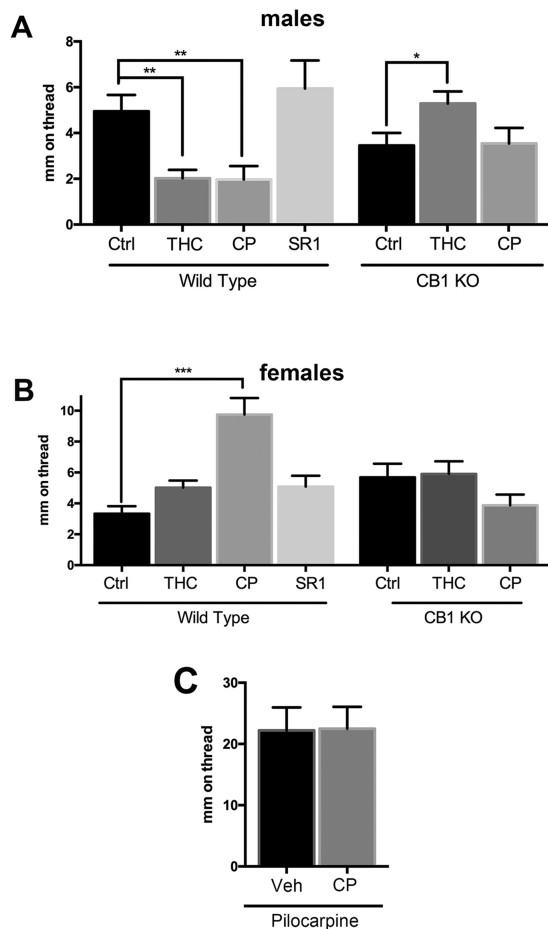 A
males
mm on thread
8
6
4
2
0
**
**
*
Ctrl THC CP SR1 Ctrl THC CP
Wild Type CB1 KO
B
females
mm on thread
10
8
6
4
2
0
***
Ctrl THC CP SR1 Ctrl THC CP
Wild Type CB1 KO
C
mm on thread
30
20
10
0
Veh CP
Pilocarpine